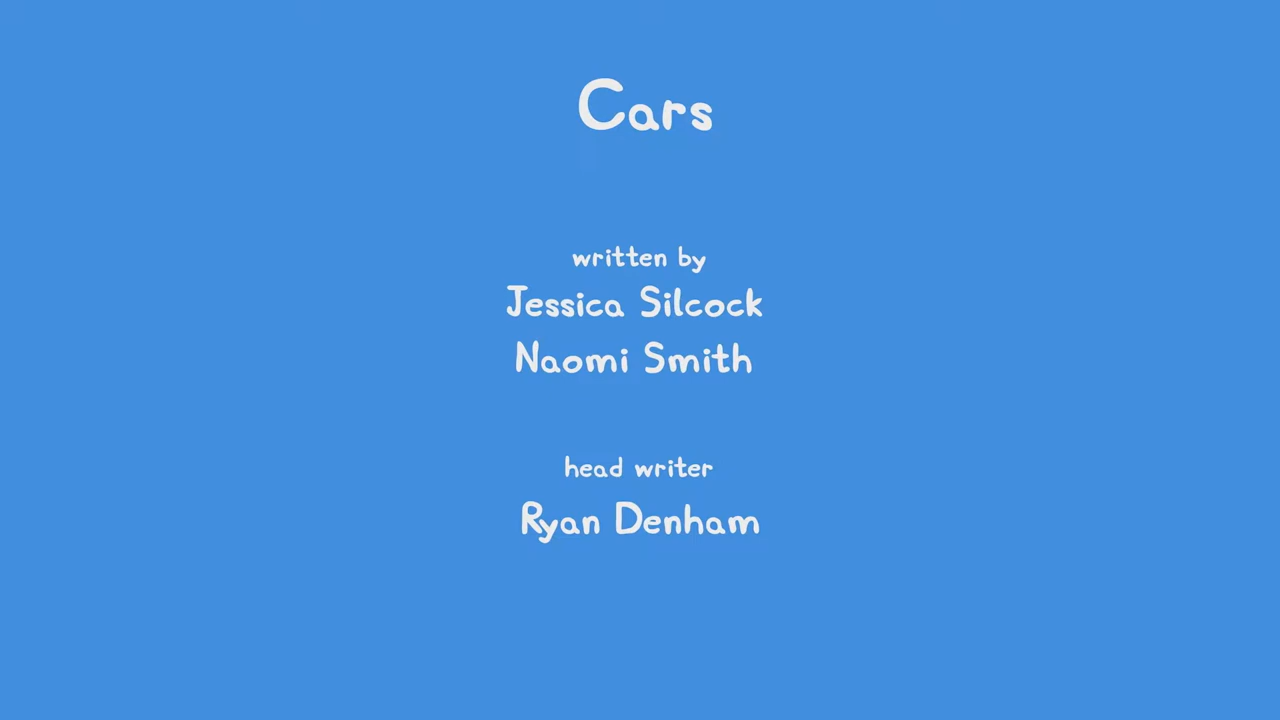 Cars
written by
Jessica Silcock
Naomi Smith
head writer
Ryan Denham